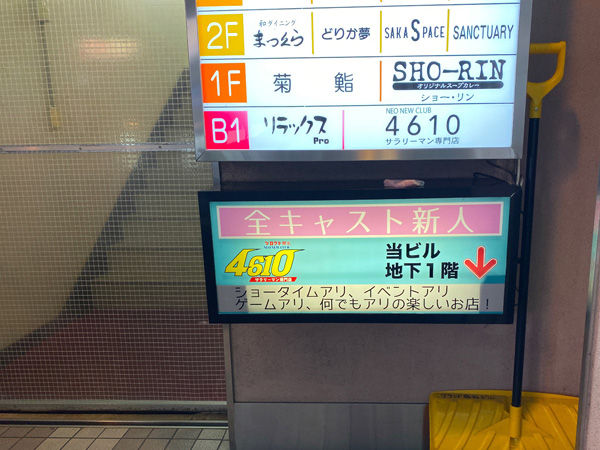 2F
和ダイニング
まつくら
どりか夢
SAKA SPACE
SANCTUARY
1F
菊鮨
SHO-RIN
オリジナルスープカレー
ショー・リン
B1
リラックス
Pro
NEO NEW CLUB
4610
サラリーマン専門店
全キャスト新人
4610
サラリーマン専門店
当ビル
地下1階
ショータイムアリ、イベントアリ
ゲームアリ、何でもアリの楽しいお店!